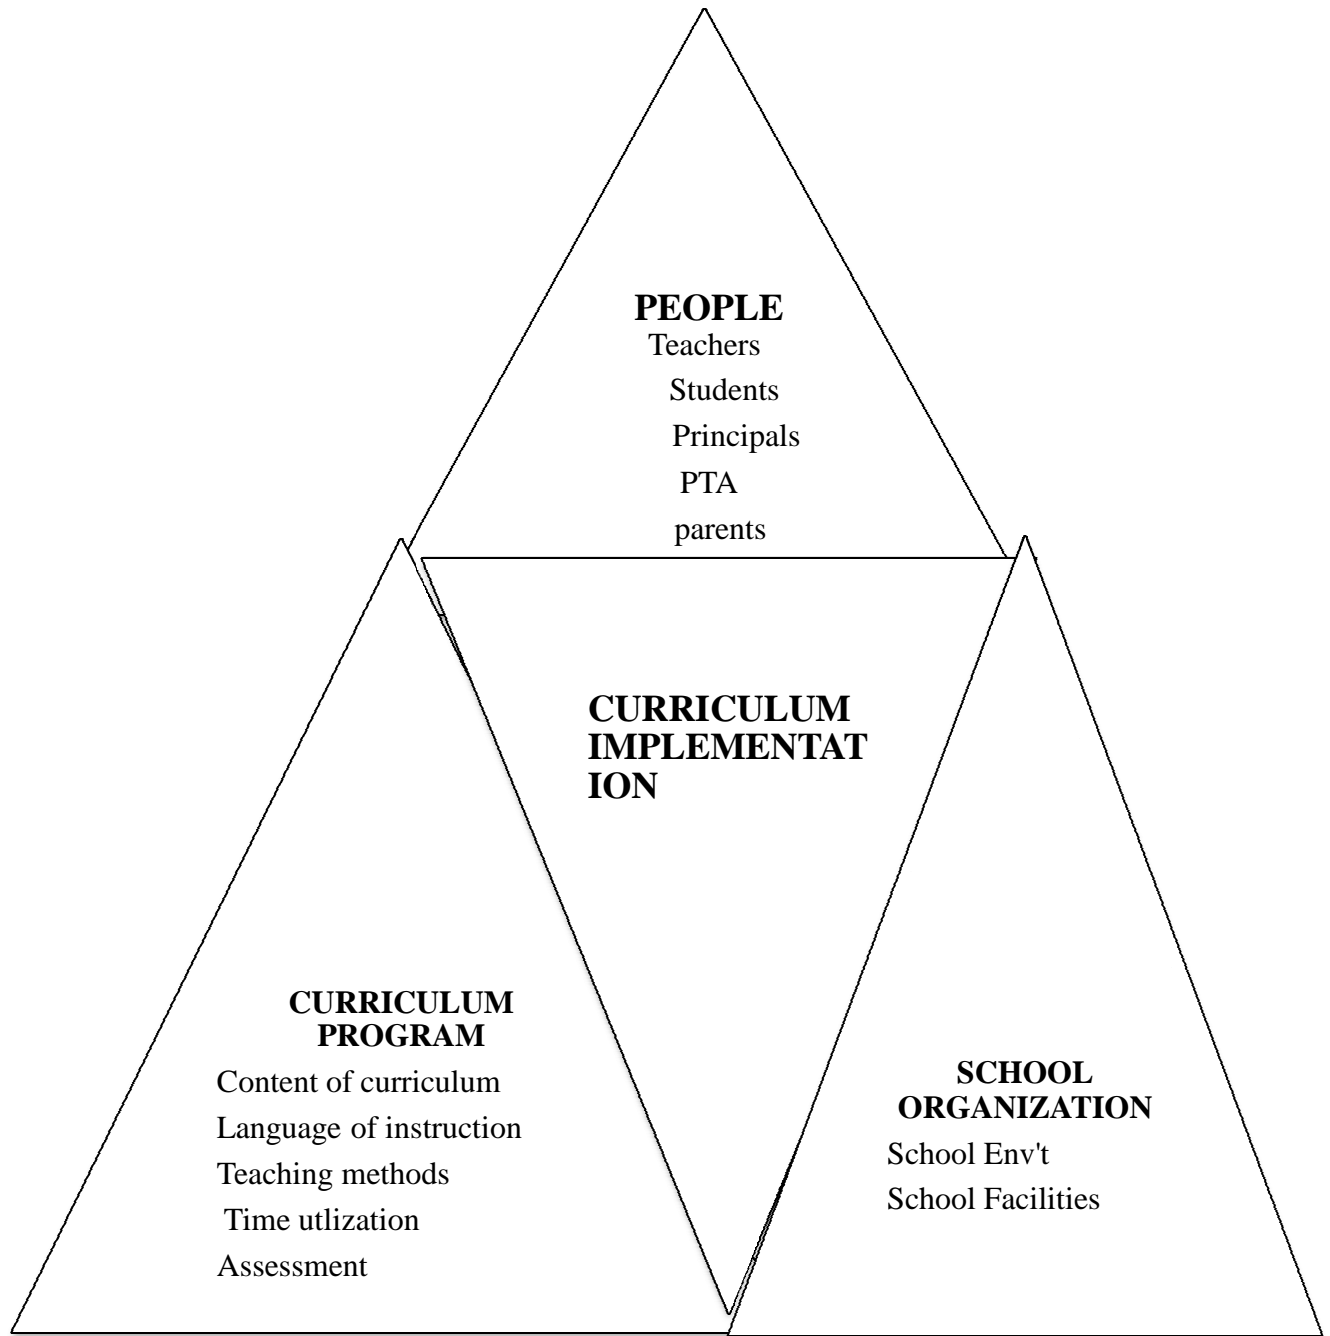 PEOPLE
Teachers
Students
Principals
PTA
parents
CURRICULUM
IMPLEMENTAT
ION
CURRICULUM
PROGRAM
Content of curriculum
Language of instruction
Teaching methods
Time utlization
Assessment
SCHOOL
ORGANIZATION
School Env't
School Facilities